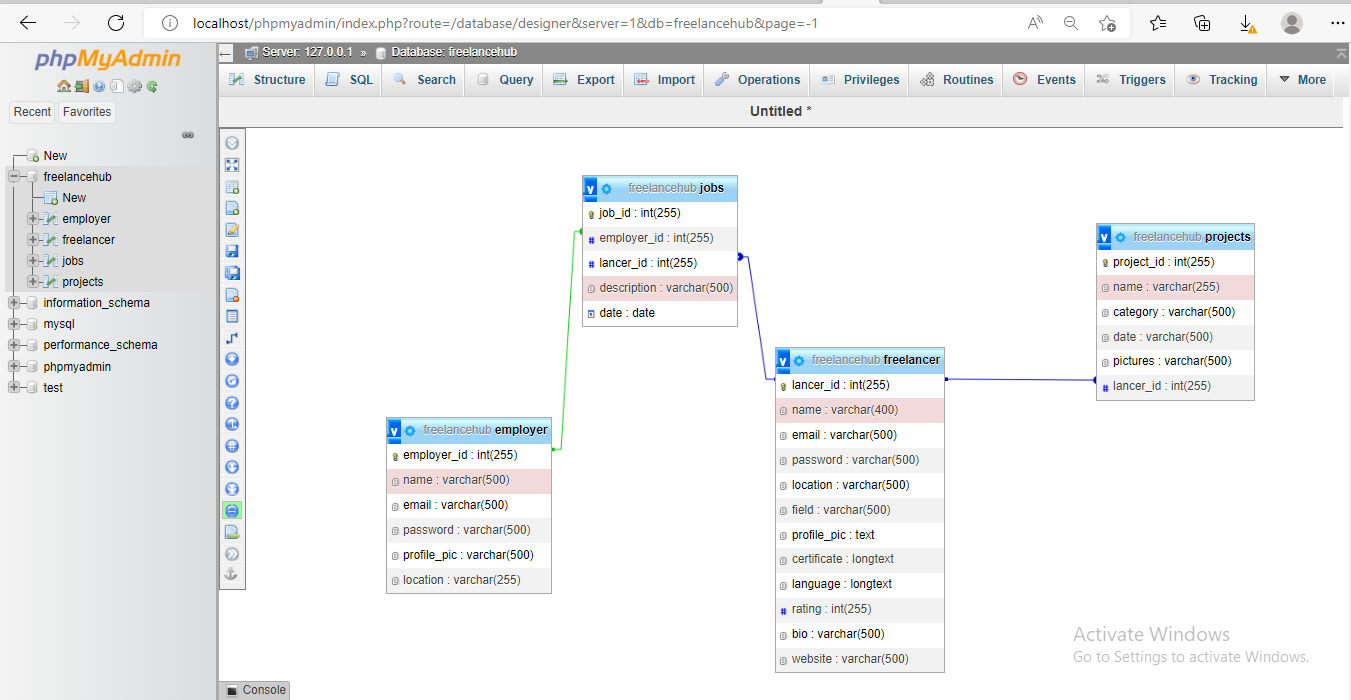 localhost/phpmyadmin/index.php?route=/database/designer&server=1&db=freelancehub&page=-1
phpMyAdmin
Recent Favorites
New
freelancehub
New
employer
freelancer
jobs
projects
information_schema
mysql
performance_schema
phpmyadmin
test
Server: 127.0.0.1 » Database: freelancehub
Structure SQL Search Query Export Import Operations Privileges Routines Events Triggers Tracking More
Untitled *
v freelancehub jobs
job_id : int(255)
employer_id : int(255)
lancer_id : int(255)
description : varchar(500)
date : date
v freelancehub projects
project_id : int(255)
name : varchar(255)
category : varchar(500)
date : varchar(500)
pictures : varchar(500)
lancer_id : int(255)
v freelancehub freelancer
lancer_id : int(255)
name : varchar(400)
email : varchar(500)
password : varchar(500)
location : varchar(500)
field : varchar(500)
profile_pic : text
certificate : longtext
language : longtext
rating : int(255)
bio : varchar(500)
website : varchar(500)
v freelancehub employer
employer_id : int(255)
name : varchar(500)
email : varchar(500)
password : varchar(500)
profile_pic : varchar(500)
location : varchar(255)
Activate Windows
Go to Settings to activate Windows.
Console